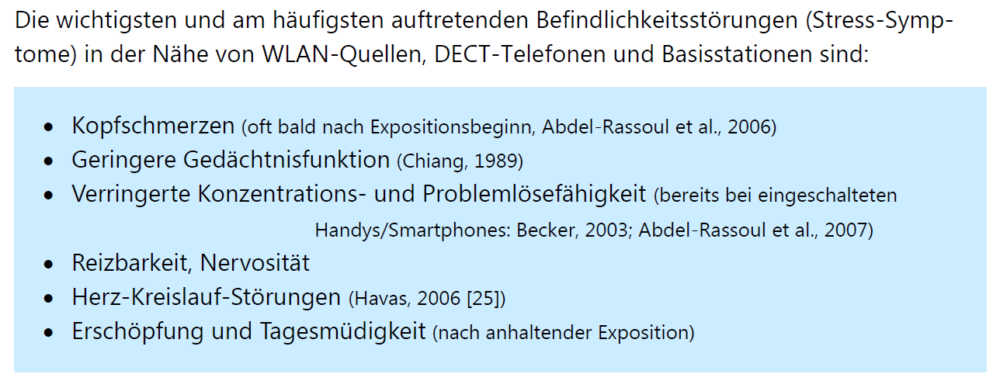 Die wichtigsten und am häufigsten auftretenden Befindlichkeitsstörungen (Stress-Symp-
tome) in der Nähe von WLAN-Quellen, DECT-Telefonen und Basisstationen sind:
• Kopfschmerzen (oft bald nach Expositionsbeginn, Abdel-Rassoul et al., 2006)
• Geringere Gedächtnisfunktion (Chiang, 1989)
• Verringerte Konzentrations- und Problemlösefähigkeit (bereits bei eingeschalteten
Handys/Smartphones: Becker, 2003; Abdel-Rassoul et al., 2007)
• Reizbarkeit, Nervosität
• Herz-Kreislauf-Störungen (Havas, 2006 [25])
• Erschöpfung und Tagesmüdigkeit (nach anhaltender Exposition)